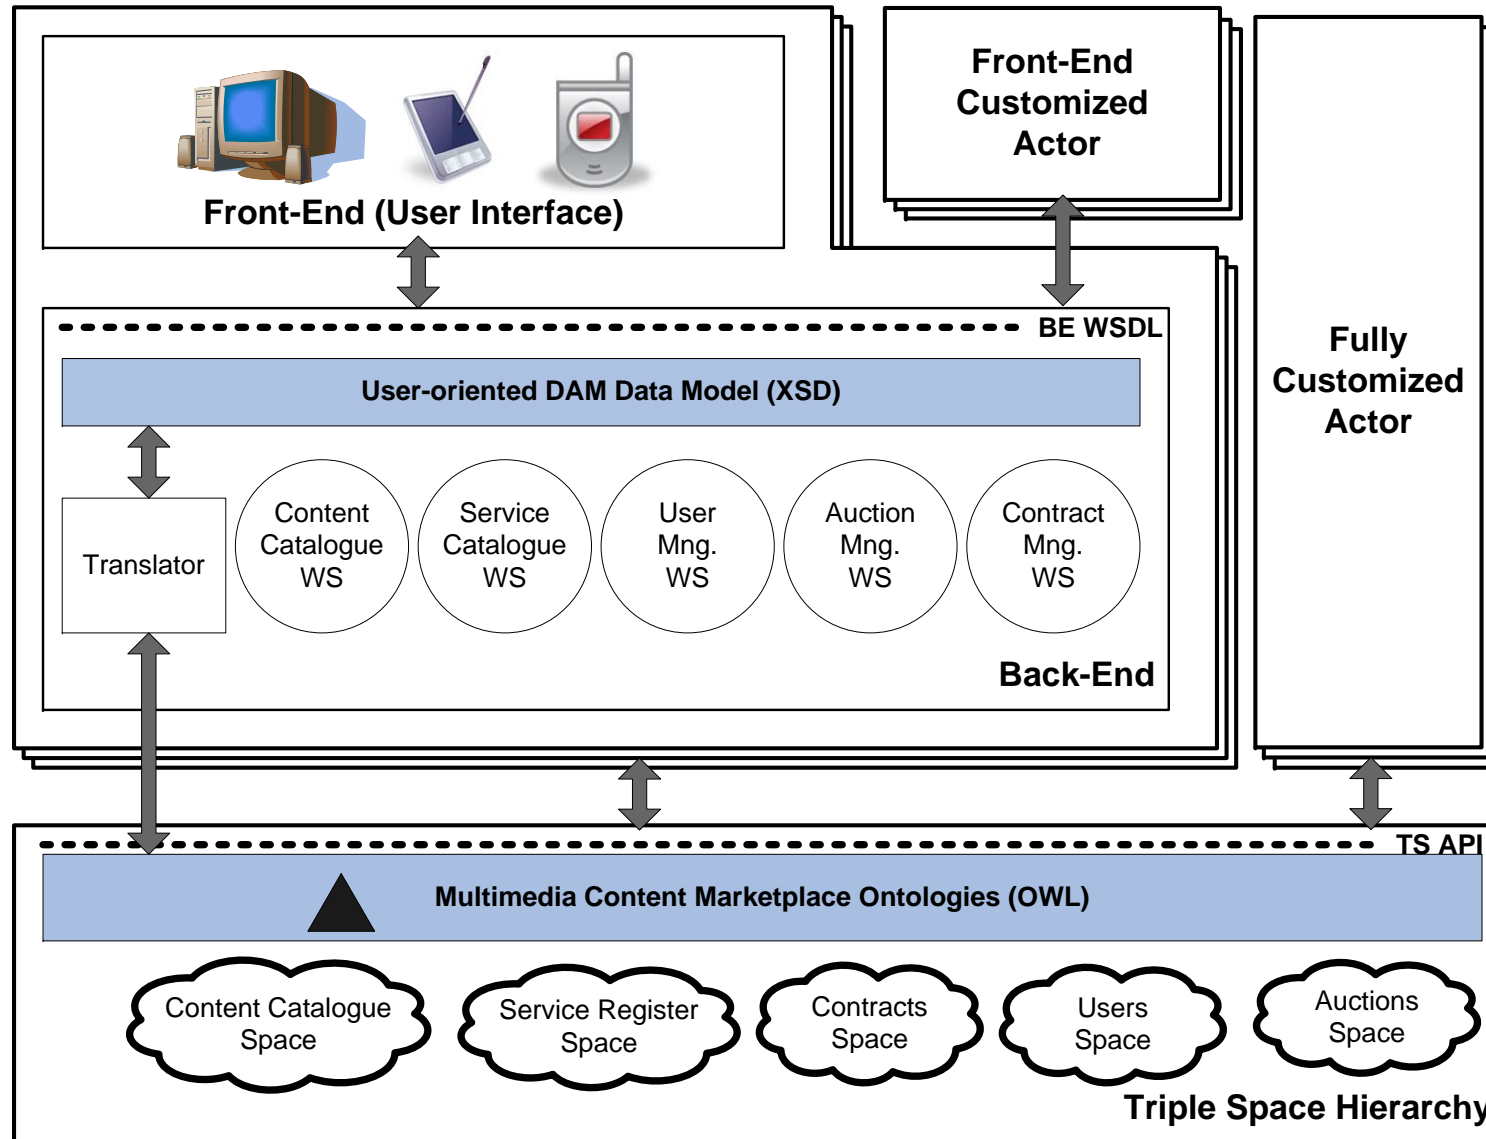 Front-End (User Interface)
Front-End
Customized
Actor
Fully
Customized
Actor
BE WSDL
User-oriented DAM Data Model (XSD)
Translator
Content
Catalogue
WS
Service
Catalogue
WS
User
Mng.
WS
Auction
Mng.
WS
Contract
Mng.
WS
Back-End
TS API
Multimedia Content Marketplace Ontologies (OWL)
Content Catalogue
Space
Service Register
Space
Contracts
Space
Users
Space
Auctions
Space
Triple Space Hierarchy